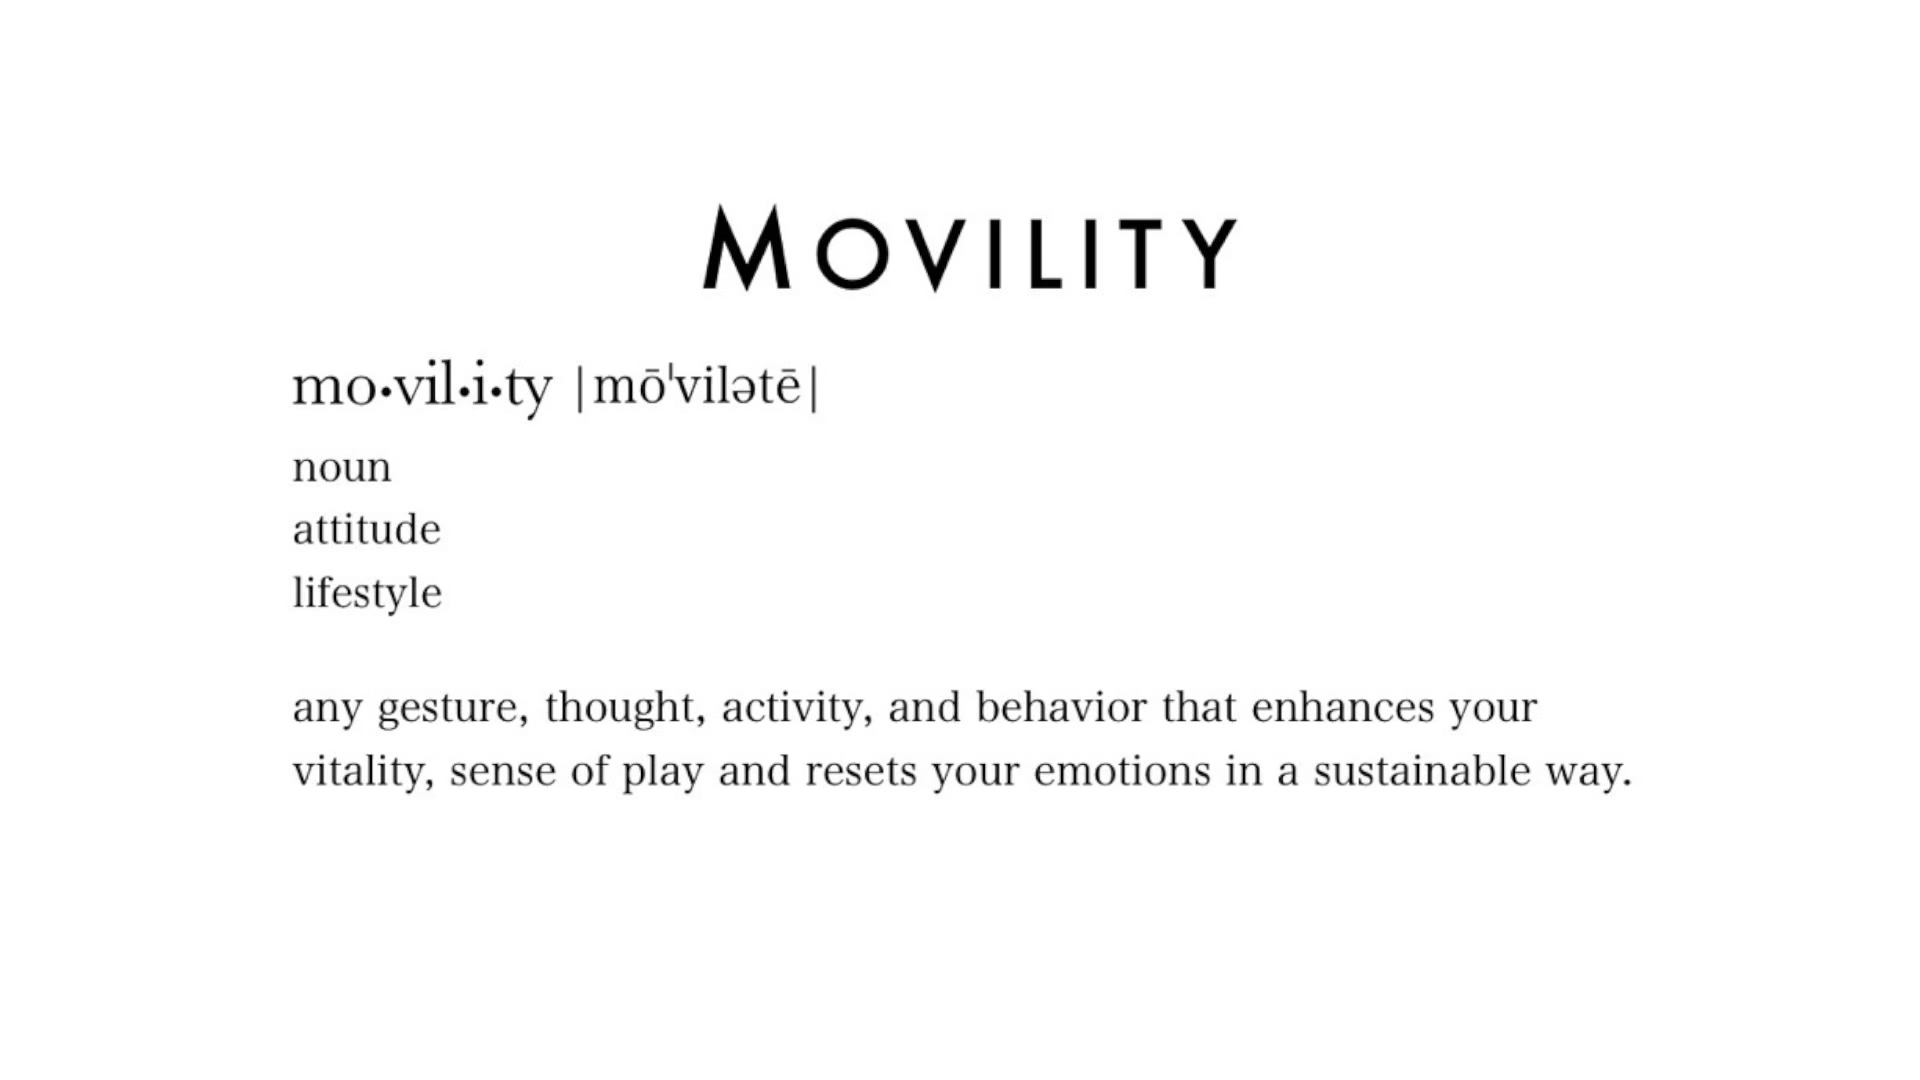 MOVILITY
mo•vil•i•ty |mōˈvilətē|
noun
attitude
lifestyle
any gesture, thought, activity, and behavior that enhances your
vitality, sense of play and resets your emotions in a sustainable way.